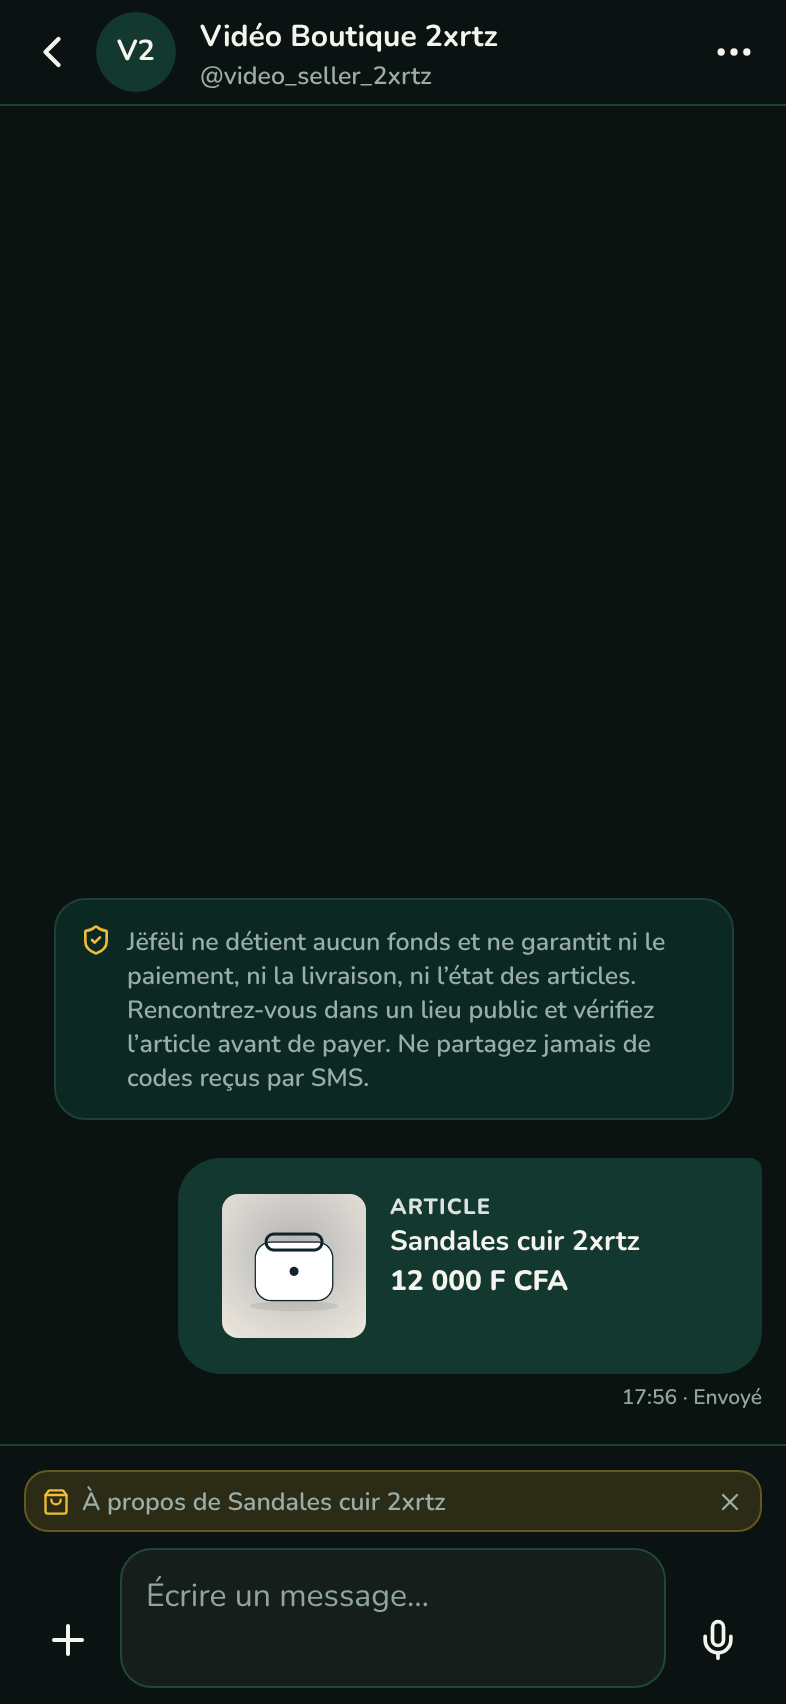 V2
Vidéo Boutique 2xrtz
@video_seller_2xrtz
Jëfëli ne détient aucun fonds et ne garantit ni le
paiement, ni la livraison, ni l’état des articles.
Rencontrez-vous dans un lieu public et vérifiez
l’article avant de payer. Ne partagez jamais de
codes reçus par SMS.
ARTICLE
Sandales cuir 2xrtz
12 000 F CFA
17:56 · Envoyé
À propos de Sandales cuir 2xrtz
Écrire un message…